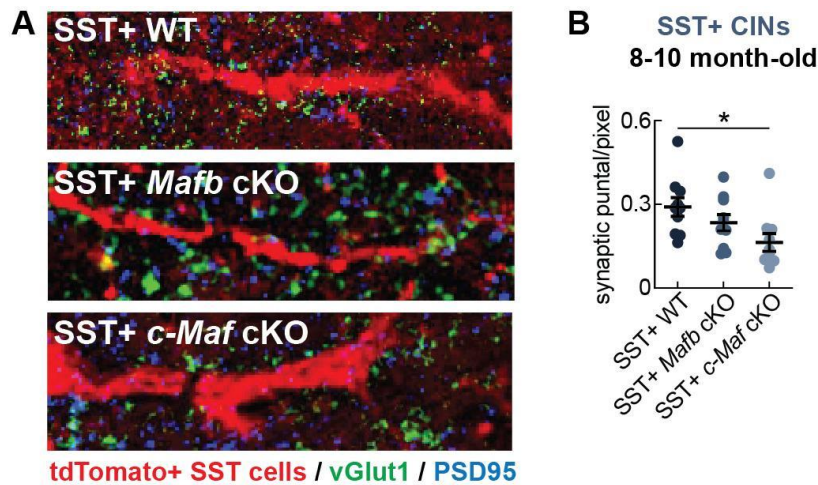 A
SST+ WT
SST+ Mafb cKO
SST+ c-Maf cKO
tdTomato+ SST cells / vGlut1 / PSD95
B
SST+ CINs
8-10 month-old
synaptic puntal/pixel
0.6
0.3
0
*
SST+ WT
SST+ Mafb cKO
SST+ c-Maf cKO